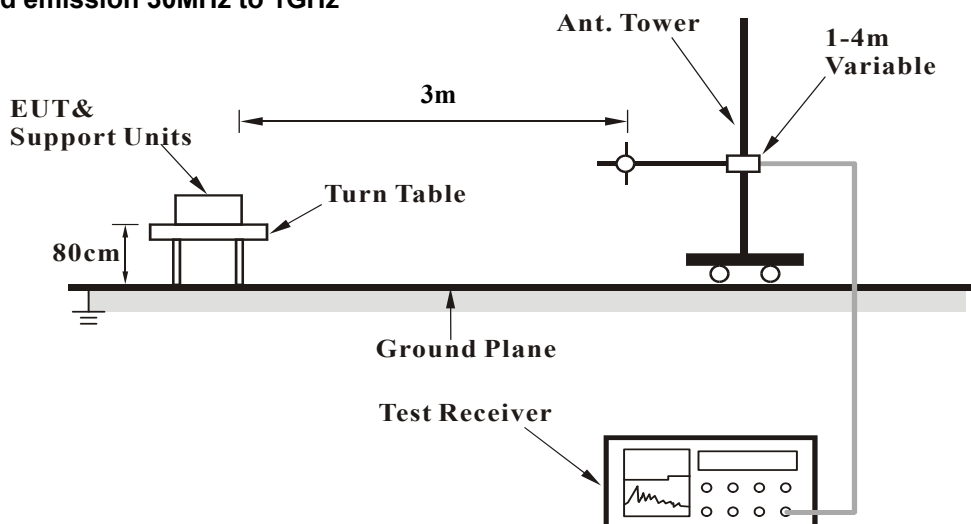 d emission 30MHz to 1GHz
Ant. Tower
1-4m
Variable
3m
EUT&
Support Units
Turn Table
80cm
Ground Plane
Test Receiver